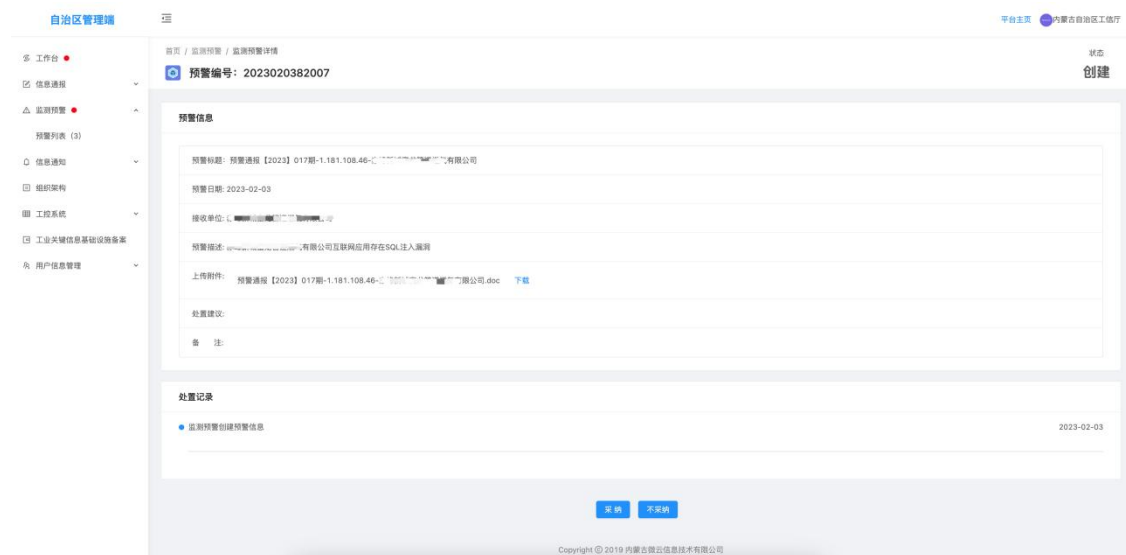 自治区管理端
平台主页 内蒙古自治区工信厅
工作台
信息通报
监测预警
预警列表（3）
信息通知
组织架构
工控系统
工业关键信息基础设施备案
用户信息管理
首页 / 监测预警 / 监测预警详情
预警编号：2023020382007
状态
创建
预警信息
预警标题：预警通报【2023】017期-1.181.108.46-有限公司
预警日期: 2023-02-03
接收单位:
预警描述: 有限公司互联网应用存在SQL注入漏洞
上传附件:
预警通报【2023】017期-1.181.108.46-限公司.doc 下载
处置建议:
备 注:
处置记录
监测预警创建预警信息 2023-02-03
采 纳 不采纳
Copyright © 2019 内蒙古微云信息技术有限公司